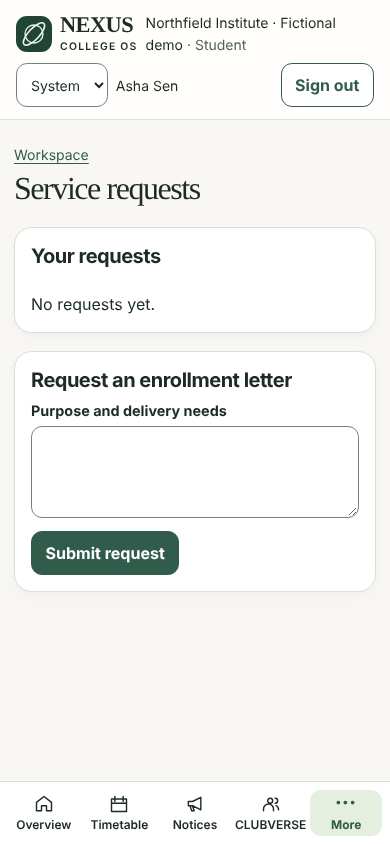 NEXUS
COLLEGE OS
Northfield Institute · Fictional
demo · Student
System
Asha Sen
Sign out
Workspace
Service requests
Your requests
No requests yet.
Request an enrollment letter
Purpose and delivery needs
Submit request
Overview
Timetable
Notices
CLUBVERSE
More